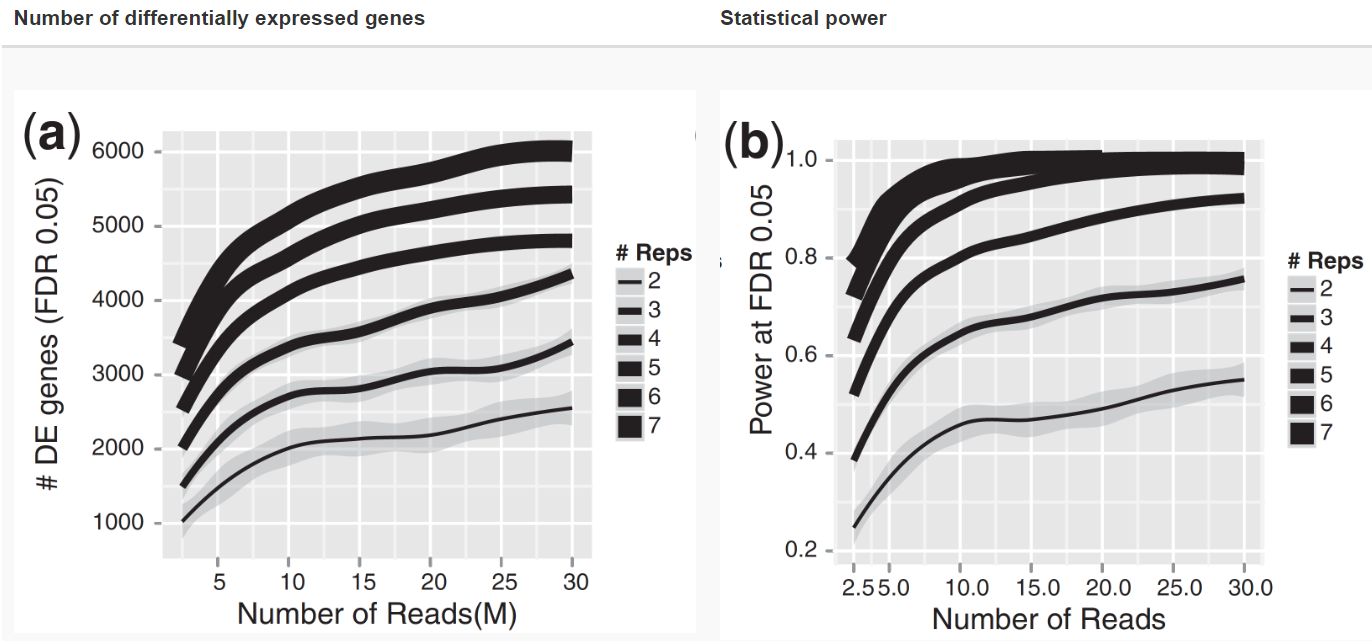 Number of differentially expressed genes
Statistical power
(a)
# DE genes (FDR 0.05)
6000
5000
4000
3000
2000
1000
5 10 15 20 25 30
Number of Reads(M)
# Reps
2
3
4
5
6
7
(b)
Power at FDR 0.05
1.0
0.8
0.6
0.4
0.2
2.5 5.0 10.0 15.0 20.0 25.0 30.0
Number of Reads
# Reps
2
3
4
5
6
7